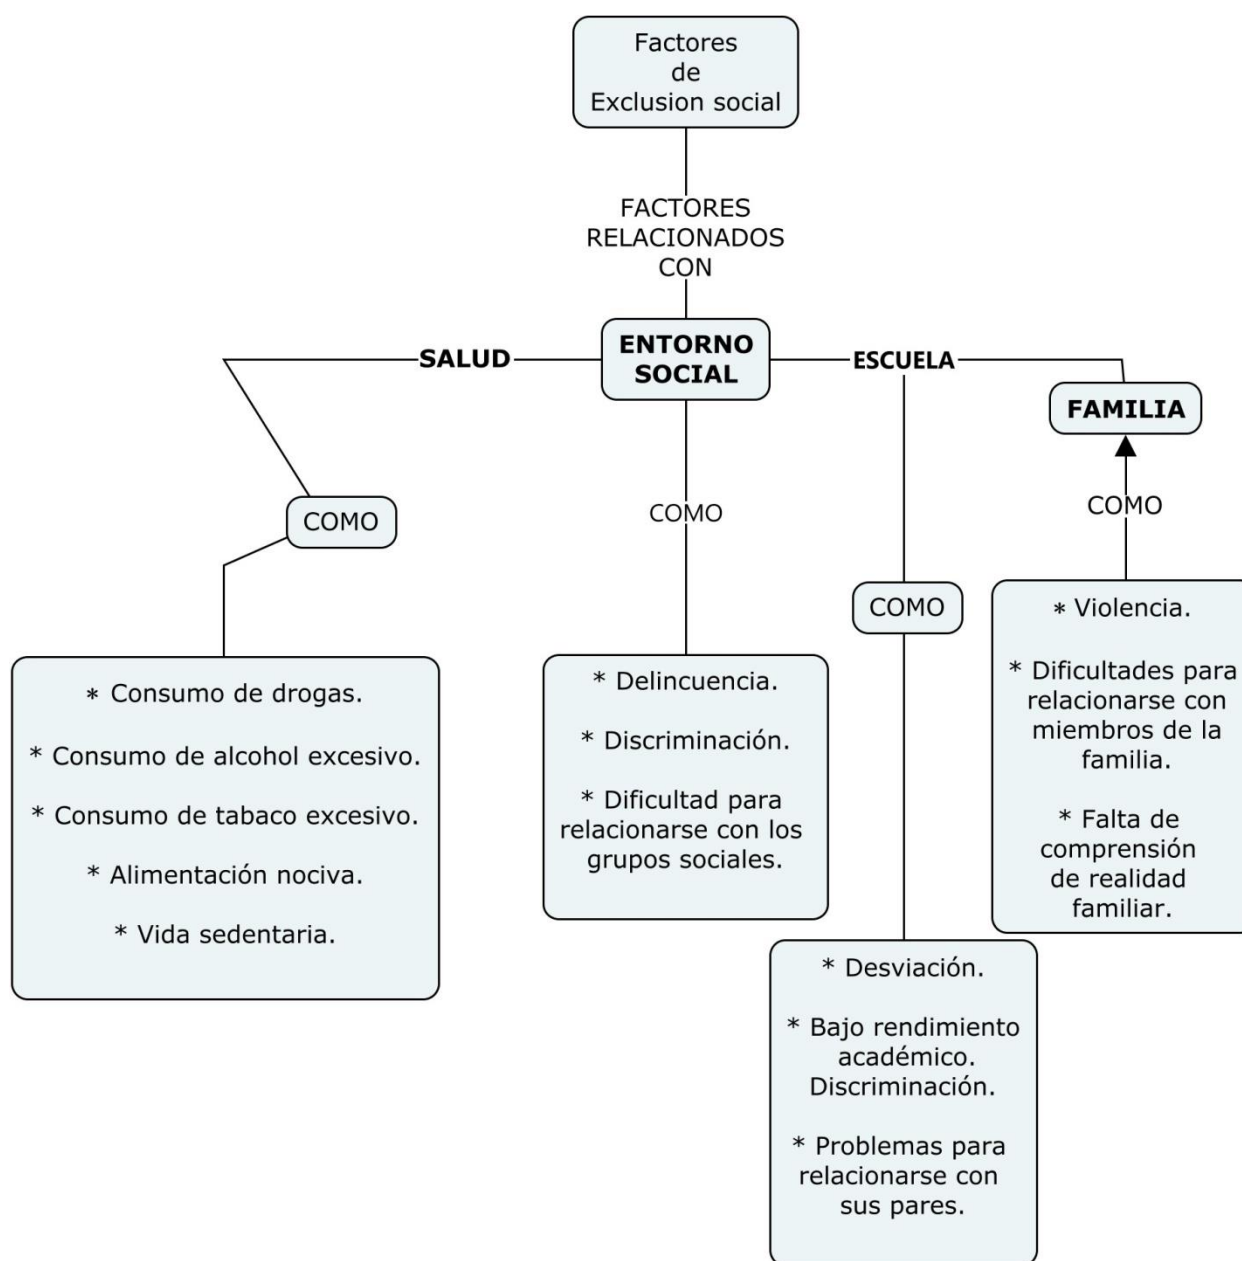 Factores
de
Exclusion social
FACTORES
RELACIONADOS
CON
SALUD
ENTORNO
SOCIAL
ESCUELA
FAMILIA
COMO
COMO
COMO
COMO
* Consumo de drogas.
* Consumo de alcohol excesivo.
* Consumo de tabaco excesivo.
* Alimentación nociva.
* Vida sedentaria.
* Delincuencia.
* Discriminación.
* Dificultad para
relacionarse con los
grupos sociales.
* Desviación.
* Bajo rendimiento
académico.
Discriminación.
* Problemas para
relacionarse con
sus pares.
* Violencia.
* Dificultades para
relacionarse con
miembros de la
familia.
* Falta de
comprensión
de realidad
familiar.